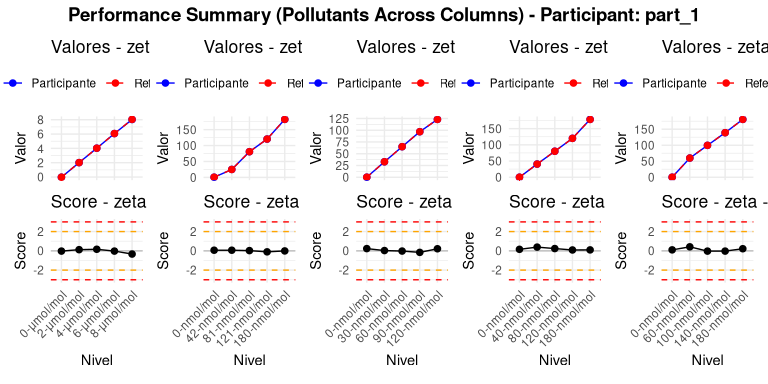 Performance Summary (Pollutants Across Columns) - Participant: part_1
Valores - zet
Valores - zet
Valores - zet
Valores - zet
Valores - zeta
Participante Ref
Participante Ref
Participante Ref
Participante Ref
Participante Refe
Valor
8
6
4
2
0
Valor
150
100
50
0
Valor
125
100
75
50
25
0
Valor
150
100
50
0
Valor
150
100
50
0
Score - zeta
Score - zeta
Score - zeta
Score - zeta
Score - zeta -
Score
2
0
-2
Score
2
0
-2
Score
2
0
-2
Score
2
0
-2
Score
2
0
-2
0-μmol/mol
2-μmol/mol
4-μmol/mol
6-μmol/mol
8-μmol/mol
0-nmol/mol
42-nmol/mol
81-nmol/mol
121-nmol/mol
180-nmol/mol
0-nmol/mol
30-nmol/mol
60-nmol/mol
90-nmol/mol
120-nmol/mol
0-nmol/mol
40-nmol/mol
80-nmol/mol
120-nmol/mol
180-nmol/mol
0-nmol/mol
60-nmol/mol
100-nmol/mol
140-nmol/mol
180-nmol/mol
Nivel
Nivel
Nivel
Nivel
Nivel